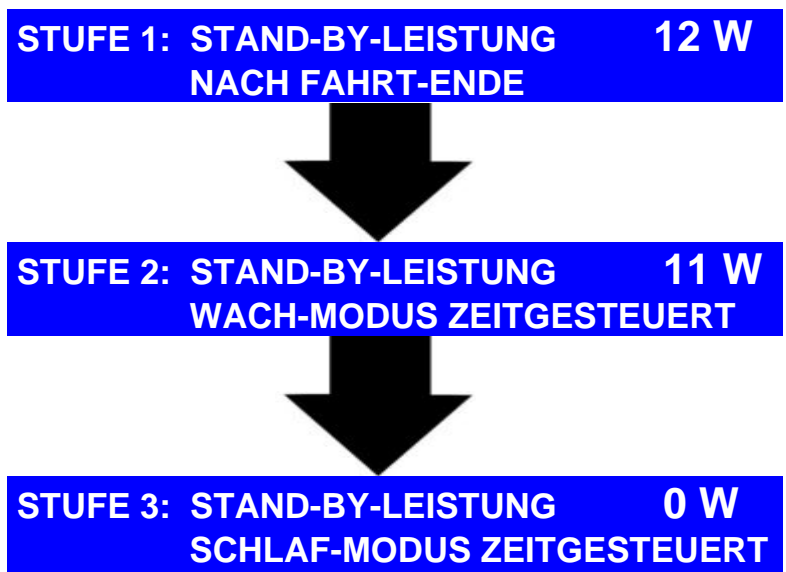 STUFE 1: STAND-BY-LEISTUNG 12 W
NACH FAHRT-ENDE
STUFE 2: STAND-BY-LEISTUNG 11 W
WACH-MODUS ZEITGESTEUERT
STUFE 3: STAND-BY-LEISTUNG 0 W
SCHLAF-MODUS ZEITGESTEUERT